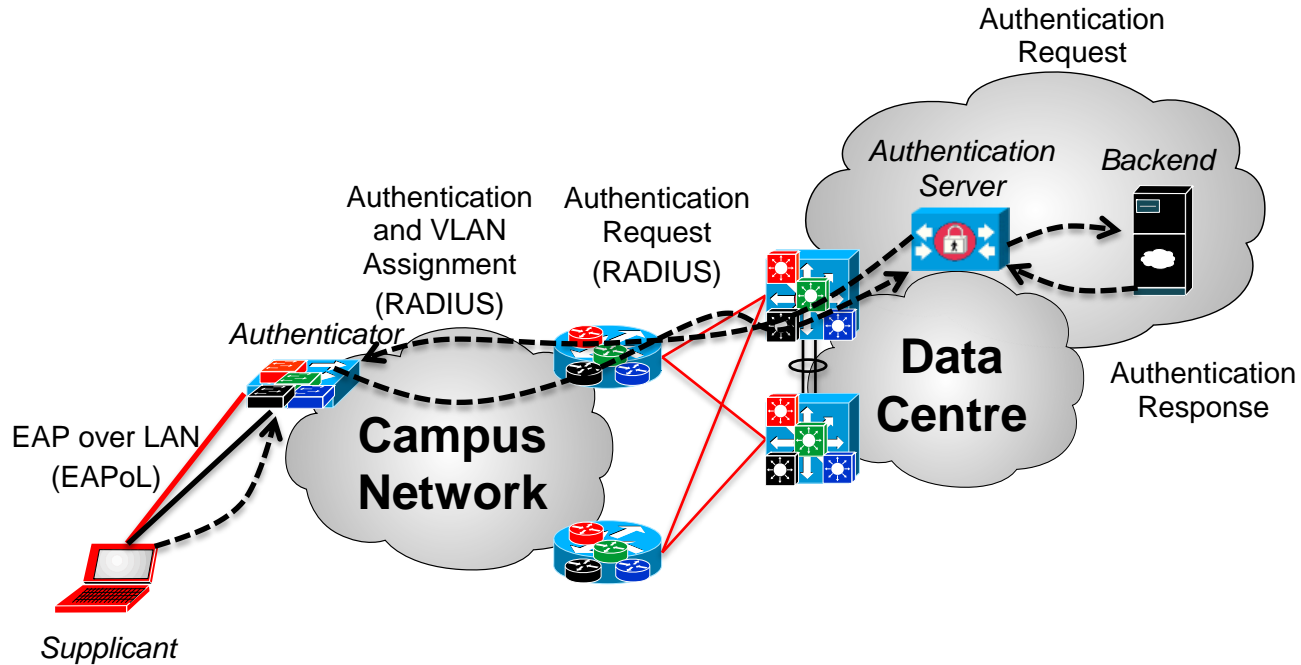 Authentication
Request
Authentication
Server
Backend
Authentication
and VLAN
Assignment
(RADIUS)
Authentication
Request
(RADIUS)
Authenticator
Data
Centre
Authentication
Response
EAP over LAN
(EAPoL)
Campus
Network
Supplicant